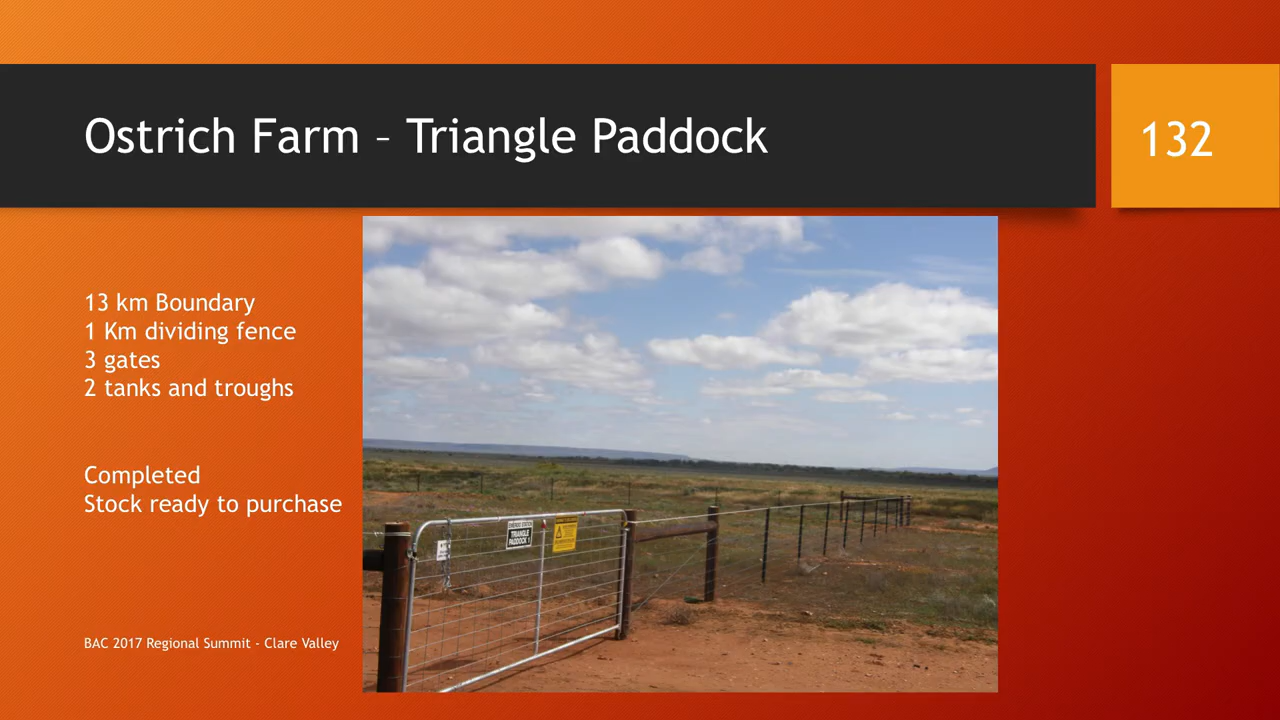 Ostrich Farm – Triangle Paddock
132
13 km Boundary
1 Km dividing fence
3 gates
2 tanks and troughs
Completed
Stock ready to purchase
TRIANGLE
PADDOCK 1
BAC 2017 Regional Summit - Clare Valley